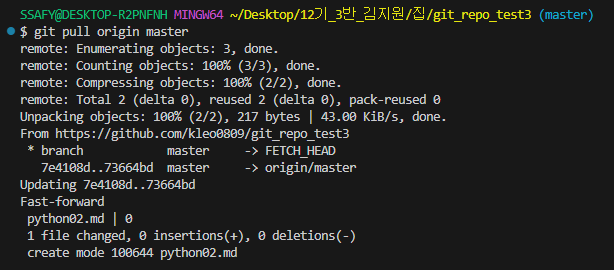 SSAFY@DESKTOP-R2PNFNH MINGW64 ~/Desktop/12기_3반_김지원/집/git_repo_test3 (master)
$ git pull origin master
remote: Enumerating objects: 3, done.
remote: Counting objects: 100% (3/3), done.
remote: Compressing objects: 100% (2/2), done.
remote: Total 2 (delta 0), reused 2 (delta 0), pack-reused 0
Unpacking objects: 100% (2/2), 217 bytes | 43.00 KiB/s, done.
From https://github.com/kleo0809/git_repo_test3
 * branch            master     -> FETCH_HEAD
   7e4108d..73664bd  master     -> origin/master
Updating 7e4108d..73664bd
Fast-forward
 python02.md | 0
 1 file changed, 0 insertions(+), 0 deletions(-)
 create mode 100644 python02.md